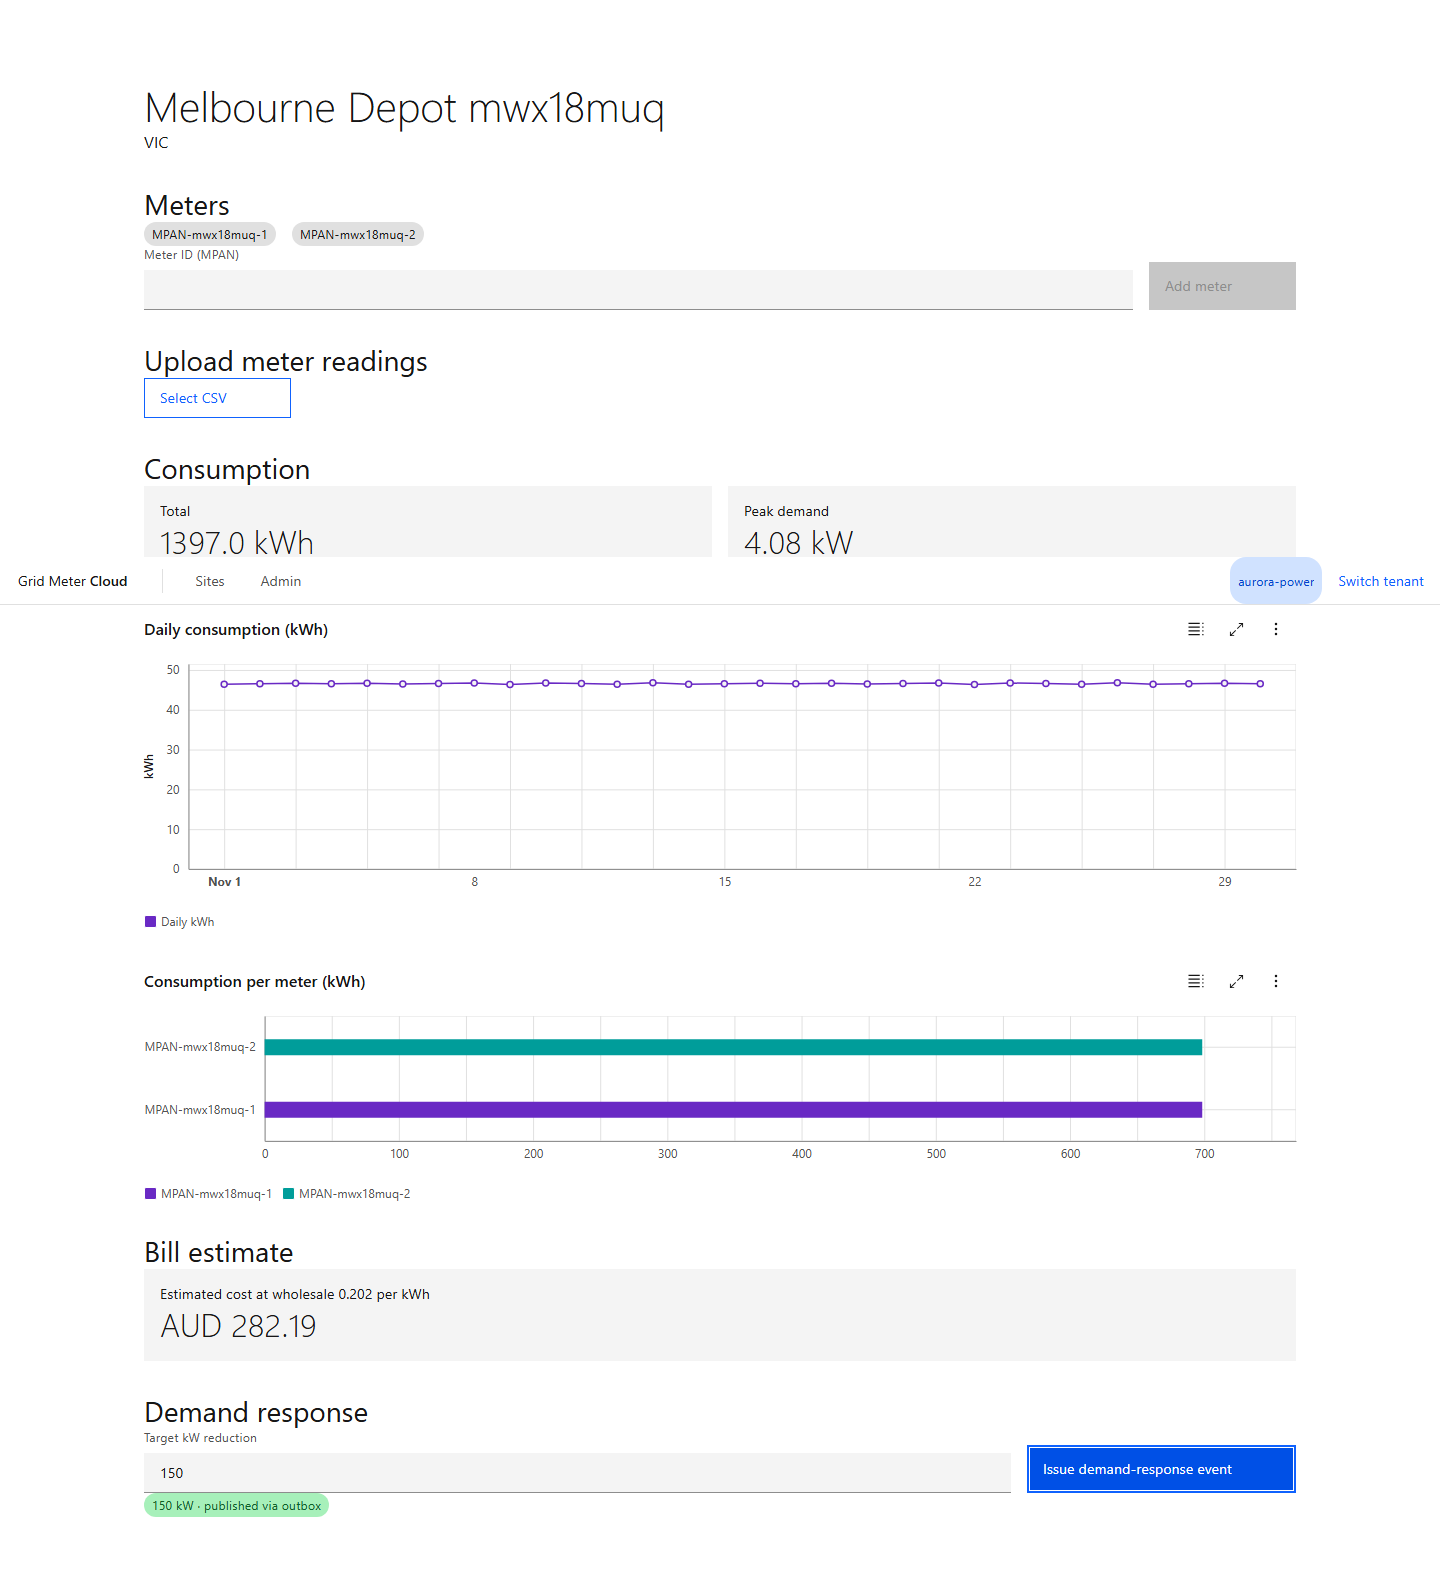 Melbourne Depot mwx18muq
VIC
Meters
MPAN-mwx18muq-1 MPAN-mwx18muq-2
Meter ID (MPAN)
Add meter
Upload meter readings
Select CSV
Consumption
Total
1397.0 kWh
Peak demand
4.08 kW
Grid Meter Cloud Sites Admin aurora-power Switch tenant
Daily consumption (kWh)
50
40
30
20
10
0
kWh
Nov 1 8 15 22 29
Daily kWh
Consumption per meter (kWh)
MPAN-mwx18muq-2
MPAN-mwx18muq-1
0 100 200 300 400 500 600 700
MPAN-mwx18muq-1 MPAN-mwx18muq-2
Bill estimate
Estimated cost at wholesale 0.202 per kWh
AUD 282.19
Demand response
Target kW reduction
150
Issue demand-response event
150 kW · published via outbox